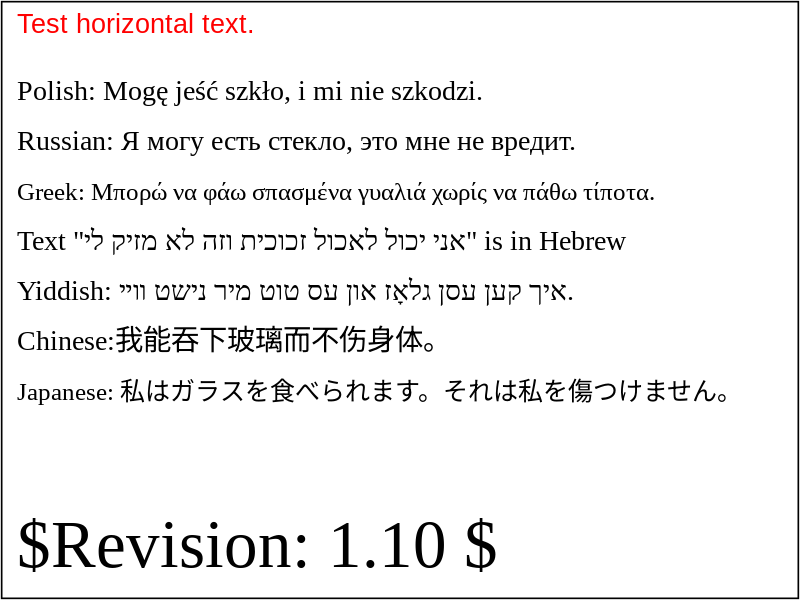 Test horizontal text.
Polish: Mogę jeść szkło, i mi nie szkodzi.
Russian: Я могу есть стекло, это мне не вредит.
Greek: Μπορώ να φάω σπασμένα γυαλιά χωρίς να πάθω τίποτα.
Text "אני יכול לאכול זכוכית וזה לא מזיק לי" is in Hebrew
Yiddish: איך קען עסן גלאָז און עס טוט מיר נישט װײ.
Chinese:我能吞下玻璃而不伤身体。
Japanese: 私はガラスを食べられます。それは私を傷つけません。
$Revision: 1.10 $